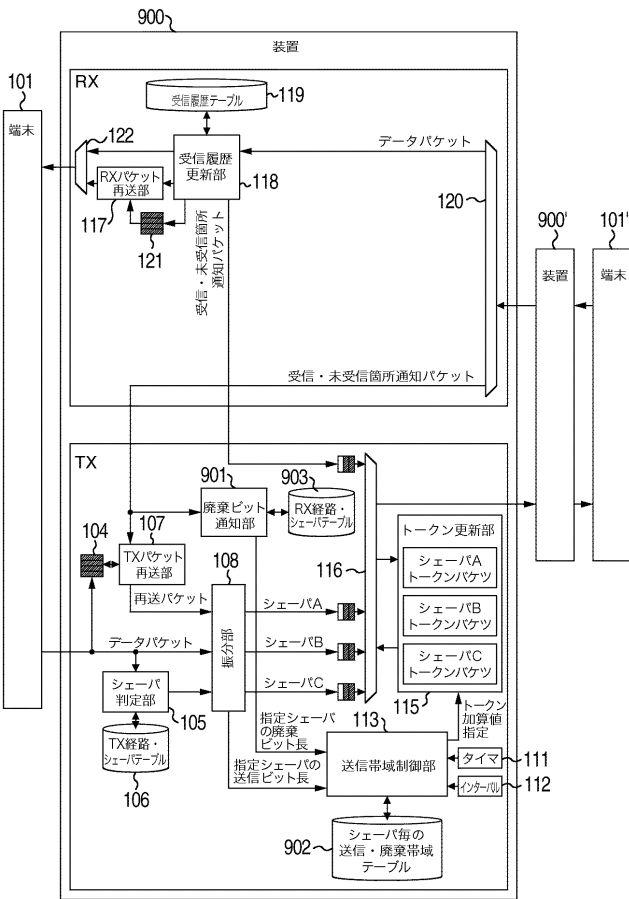 900
装置
101
端末
RX
受信履歴テーブル
119
122
受信履歴
更新部
118
データパケット
RXパケット
再送部
117
121
120
受信・未受信箇所
通知パケット
900'
装置
101'
端末
受信・未受信箇所通知パケット
TX
901
廃棄ビット
通知部
903
RX経路・
シェーパテーブル
104
107
TXパケット
再送部
108
振分部
116
トークン更新部
シェーパA
トークンバケツ
シェーパB
トークンバケツ
シェーパC
トークンバケツ
115
再送パケット
シェーパA
データパケット
シェーパB
シェーパC
シェーパ
判定部
105
TX経路・
シェーパテーブル
106
指定シェーパの廃棄
ビット長
指定シェーパの
送信ビット長
113
送信帯域制御部
トークン
加算値
指定
タイマ
111
インターバル
112
902
シェーパ毎の
送信・廃棄帯域
テーブル